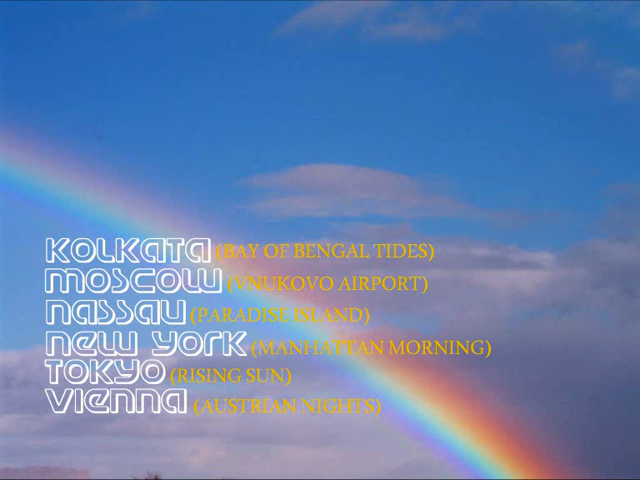 KOLKATA (BAY OF BENGAL TIDES)
MOSCOW (VNUKOVO AIRPORT)
NASSAU (PARADISE ISLAND)
NEW YORK (MANHATTAN MORNING)
TOKYO (RISING SUN)
VIENNA (AUSTRIAN NIGHTS)